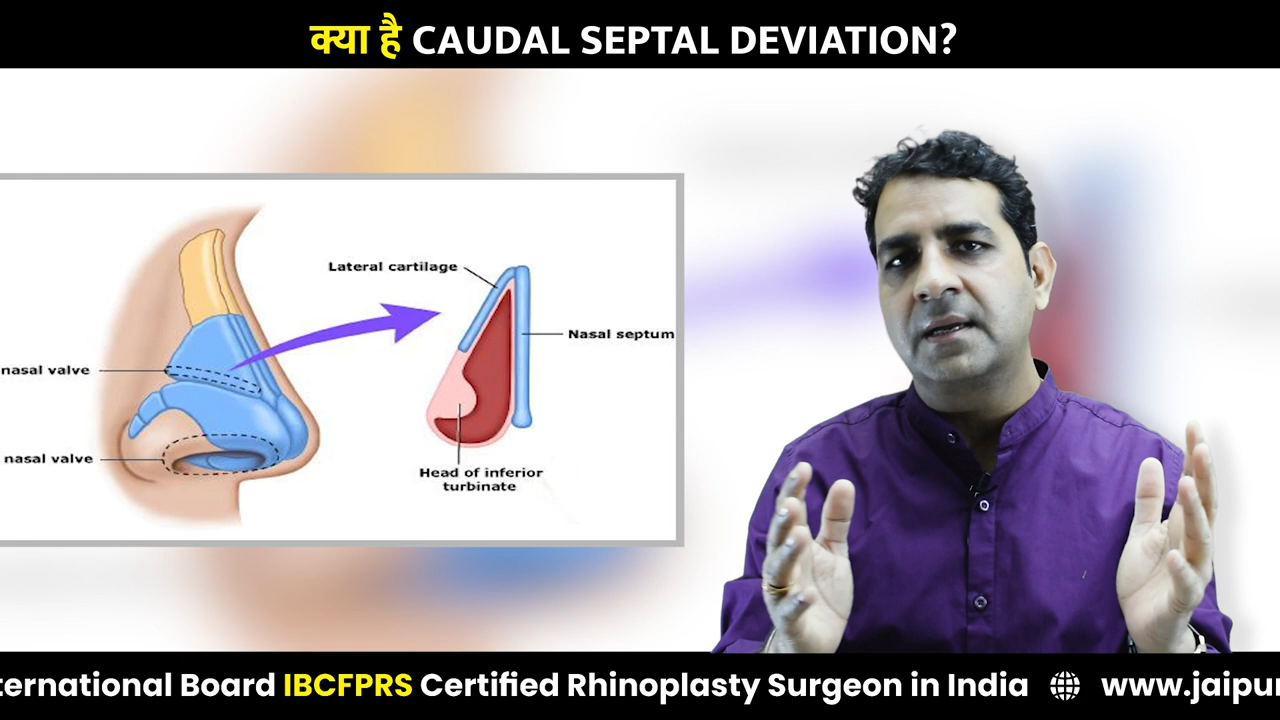 क्या है CAUDAL SEPTAL DEVIATION?
Lateral cartilage
Nasal septum
nasal valve
nasal valve
Head of inferior
turbinate
ternational Board IBCFPRS Certified Rhinoplasty Surgeon in India www.jaipur